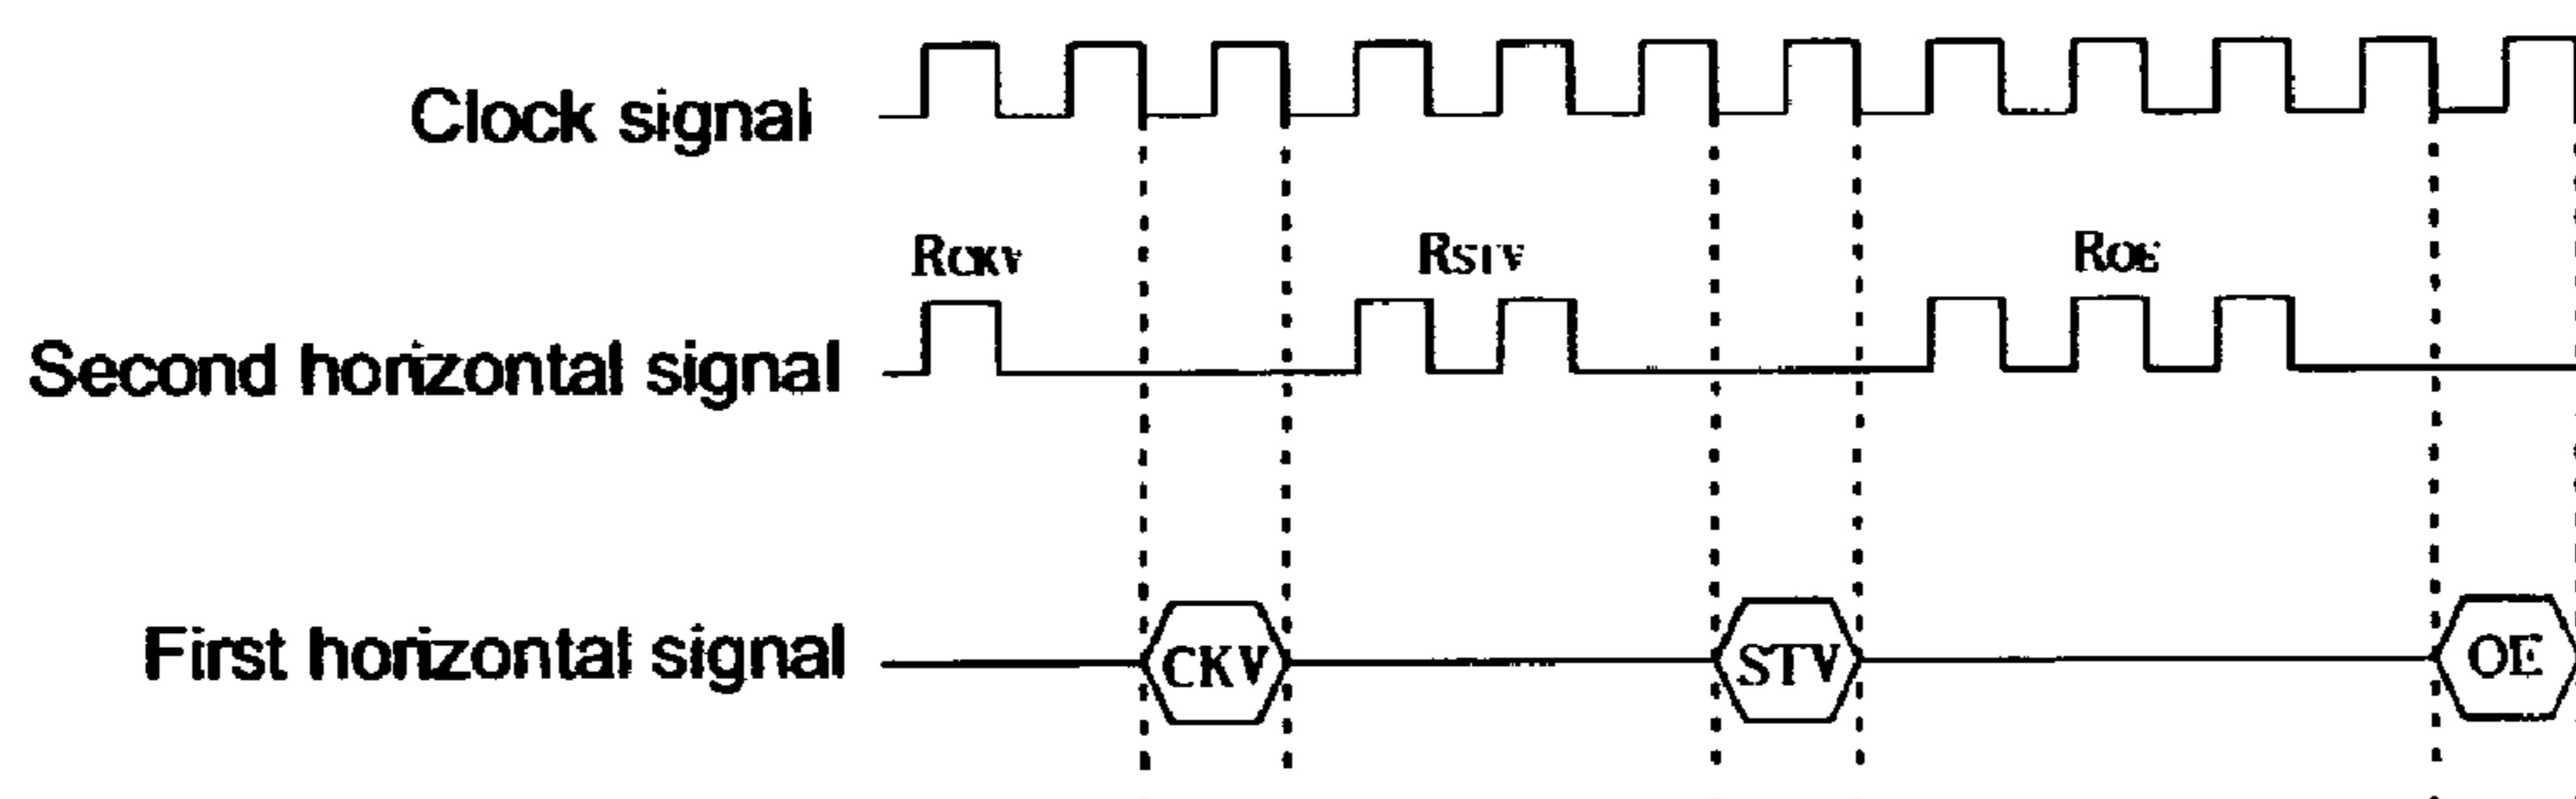 Clock signal
RCKV RSTV ROE
Second horizontal signal
First horizontal signal
CKV STV OE